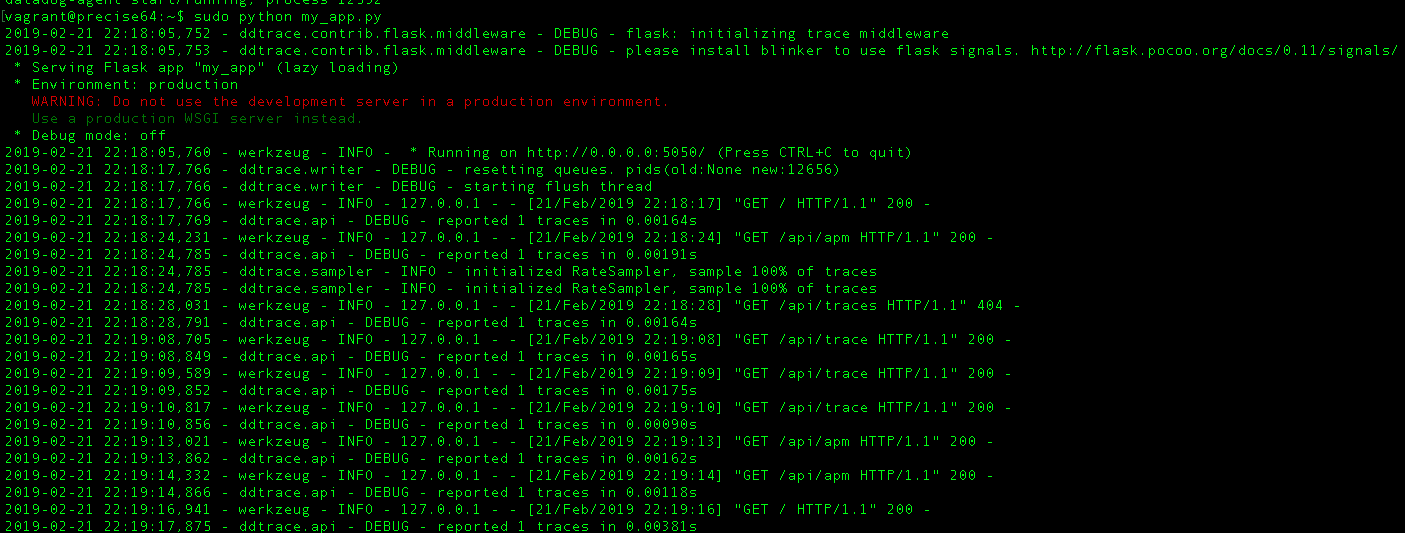 datadog-agent start/running, process 12592
[vagrant@precise64:~$ sudo python my_app.py
2019-02-21 22:18:05,752 - ddtrace.contrib.flask.middleware - DEBUG - flask: initializing trace middleware
2019-02-21 22:18:05,753 - ddtrace.contrib.flask.middleware - DEBUG - please install blinker to use flask signals. http://flask.pocoo.org/docs/0.11/signals/
 * Serving Flask app "my_app" (lazy loading)
 * Environment: production
   WARNING: Do not use the development server in a production environment.
   Use a production WSGI server instead.
 * Debug mode: off
2019-02-21 22:18:05,760 - werkzeug - INFO -  * Running on http://0.0.0.0:5050/ (Press CTRL+C to quit)
2019-02-21 22:18:17,766 - ddtrace.writer - DEBUG - resetting queues. pids(old:None new:12656)
2019-02-21 22:18:17,766 - ddtrace.writer - DEBUG - starting flush thread
2019-02-21 22:18:17,766 - werkzeug - INFO - 127.0.0.1 - - [21/Feb/2019 22:18:17] "GET / HTTP/1.1" 200 -
2019-02-21 22:18:17,769 - ddtrace.api - DEBUG - reported 1 traces in 0.00164s
2019-02-21 22:18:24,231 - werkzeug - INFO - 127.0.0.1 - - [21/Feb/2019 22:18:24] "GET /api/apm HTTP/1.1" 200 -
2019-02-21 22:18:24,785 - ddtrace.api - DEBUG - reported 1 traces in 0.00191s
2019-02-21 22:18:24,785 - ddtrace.sampler - INFO - initialized RateSampler, sample 100% of traces
2019-02-21 22:18:24,785 - ddtrace.sampler - INFO - initialized RateSampler, sample 100% of traces
2019-02-21 22:18:28,031 - werkzeug - INFO - 127.0.0.1 - - [21/Feb/2019 22:18:28] "GET /api/traces HTTP/1.1" 404 -
2019-02-21 22:18:28,791 - ddtrace.api - DEBUG - reported 1 traces in 0.00164s
2019-02-21 22:19:08,705 - werkzeug - INFO - 127.0.0.1 - - [21/Feb/2019 22:19:08] "GET /api/trace HTTP/1.1" 200 -
2019-02-21 22:19:08,849 - ddtrace.api - DEBUG - reported 1 traces in 0.00165s
2019-02-21 22:19:09,589 - werkzeug - INFO - 127.0.0.1 - - [21/Feb/2019 22:19:09] "GET /api/trace HTTP/1.1" 200 -
2019-02-21 22:19:09,852 - ddtrace.api - DEBUG - reported 1 traces in 0.00175s
2019-02-21 22:19:10,817 - werkzeug - INFO - 127.0.0.1 - - [21/Feb/2019 22:19:10] "GET /api/trace HTTP/1.1" 200 -
2019-02-21 22:19:10,856 - ddtrace.api - DEBUG - reported 1 traces in 0.00090s
2019-02-21 22:19:13,021 - werkzeug - INFO - 127.0.0.1 - - [21/Feb/2019 22:19:13] "GET /api/apm HTTP/1.1" 200 -
2019-02-21 22:19:13,862 - ddtrace.api - DEBUG - reported 1 traces in 0.00162s
2019-02-21 22:19:14,332 - werkzeug - INFO - 127.0.0.1 - - [21/Feb/2019 22:19:14] "GET /api/apm HTTP/1.1" 200 -
2019-02-21 22:19:14,866 - ddtrace.api - DEBUG - reported 1 traces in 0.00118s
2019-02-21 22:19:16,941 - werkzeug - INFO - 127.0.0.1 - - [21/Feb/2019 22:19:16] "GET / HTTP/1.1" 200 -
2019-02-21 22:19:17,875 - ddtrace.api - DEBUG - reported 1 traces in 0.00381s